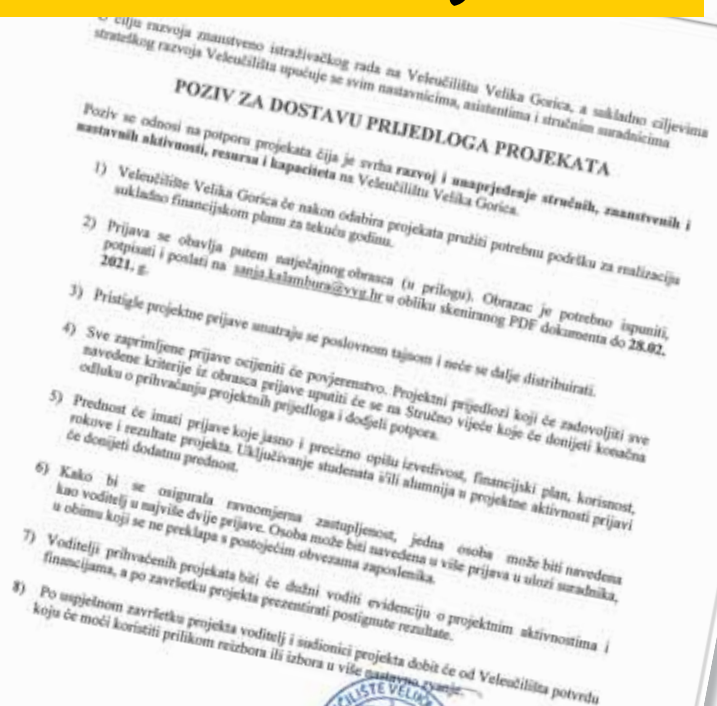 U cilju razvoja znanstveno istraživačkog rada na Veleučilištu Velika Gorica, a sukladno ciljevima
strateškog razvoja Veleučilišta upućuje se svim nastavnicima, asistentima i stručnim suradnicima
POZIV ZA DOSTAVU PRIJEDLOGA PROJEKATA
Poziv se odnosi na potporu projekata čija je svrha razvoj i unaprjeđenje stručnih, znanstvenih i
nastavnih aktivnosti, resursa i kapaciteta na Veleučilištu Velika Gorica.
1) Veleučilište Velika Gorica će nakon odabira projekata pružiti potrebnu podršku za realizaciju
sukladno financijskom planu za tekuću godinu.
2) Prijava se obavlja putem natječajnog obrasca (u prilogu). Obrazac je potrebno ispuniti,
potpisati i poslati na sanja.kalambura@vvg.hr u obliku skeniranog PDF dokumenta do 28.02.
2021. g.
3) Pristigle projektne prijave smatraju se poslovnom tajnom i neće se dalje distribuirati.
4) Sve zaprimljene prijave ocijeniti će povjerenstvo. Projektni prijedlozi koji će zadovoljiti sve
navedene kriterije iz obrasca prijave uputiti će se na Stručno vijeće koje će donijeti konačnu
odluku o prihvaćanju projektnih prijedloga i dodjeli potpora.
5) Prednost će imati prijave koje jasno i precizno opišu izvedivost, financijski plan, korisnost,
rokove i rezultate projekta. Uključivanje studenata i/ili alumnija u projektne aktivnosti prijavi
će donijeti dodatnu prednost.
6) Kako bi se osigurala ravnomjerna zastupljenost, jedna osoba može biti navedena
kao voditelj u najviše dvije prijave. Osoba može biti navedena u više prijava u ulozi suradnika,
u obimu koji se ne preklapa s postojećim obvezama zaposlenika.
7) Voditelji prihvaćenih projekata biti će dužni voditi evidenciju o projektnim aktivnostima i
financijama, a po završetku projekta prezentirati postignute rezultate.
8) Po uspješnom završetku projekta voditelj i sudionici projekta dobit će od Veleučilišta potvrdu
koju će moći koristiti prilikom reizbora ili izbora u više nastavno zvanje.